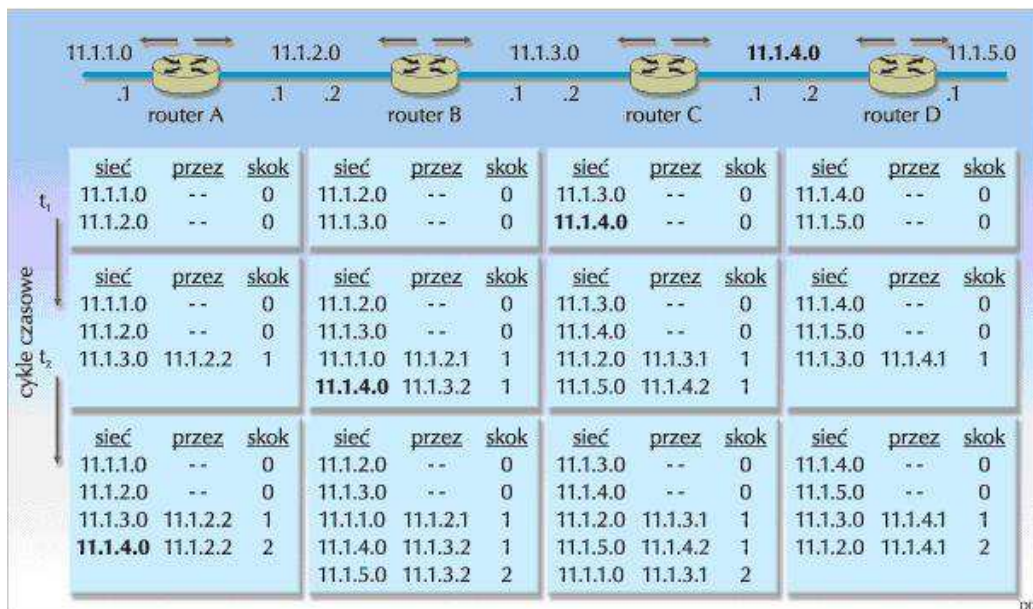 11.1.1.0 11.1.2.0 11.1.3.0 11.1.4.0 11.1.5.0
.1 .1 .2 .1 .2 .1 .2 .1
router A router B router C router D
cykle czasowe
t1
sieć przez skok sieć przez skok sieć przez skok sieć przez skok
11.1.1.0 -- 0 11.1.2.0 -- 0 11.1.3.0 -- 0 11.1.4.0 -- 0
11.1.2.0 -- 0 11.1.3.0 -- 0 11.1.4.0 -- 0 11.1.5.0 -- 0
t2
sieć przez skok sieć przez skok sieć przez skok sieć przez skok
11.1.1.0 -- 0 11.1.2.0 -- 0 11.1.3.0 -- 0 11.1.4.0 -- 0
11.1.2.0 -- 0 11.1.3.0 -- 0 11.1.4.0 -- 0 11.1.5.0 -- 0
11.1.3.0 11.1.2.2 1 11.1.1.0 11.1.2.1 1 11.1.2.0 11.1.3.1 1 11.1.3.0 11.1.4.1 1
11.1.4.0 11.1.3.2 1 11.1.5.0 11.1.4.2 1
sieć przez skok sieć przez skok sieć przez skok sieć przez skok
11.1.1.0 -- 0 11.1.2.0 -- 0 11.1.3.0 -- 0 11.1.4.0 -- 0
11.1.2.0 -- 0 11.1.3.0 -- 0 11.1.4.0 -- 0 11.1.5.0 -- 0
11.1.3.0 11.1.2.2 1 11.1.1.0 11.1.2.1 1 11.1.2.0 11.1.3.1 1 11.1.3.0 11.1.4.1 1
11.1.4.0 11.1.2.2 2 11.1.4.0 11.1.3.2 1 11.1.5.0 11.1.4.2 1 11.1.2.0 11.1.4.1 2
11.1.5.0 11.1.3.2 2 11.1.1.0 11.1.3.1 2